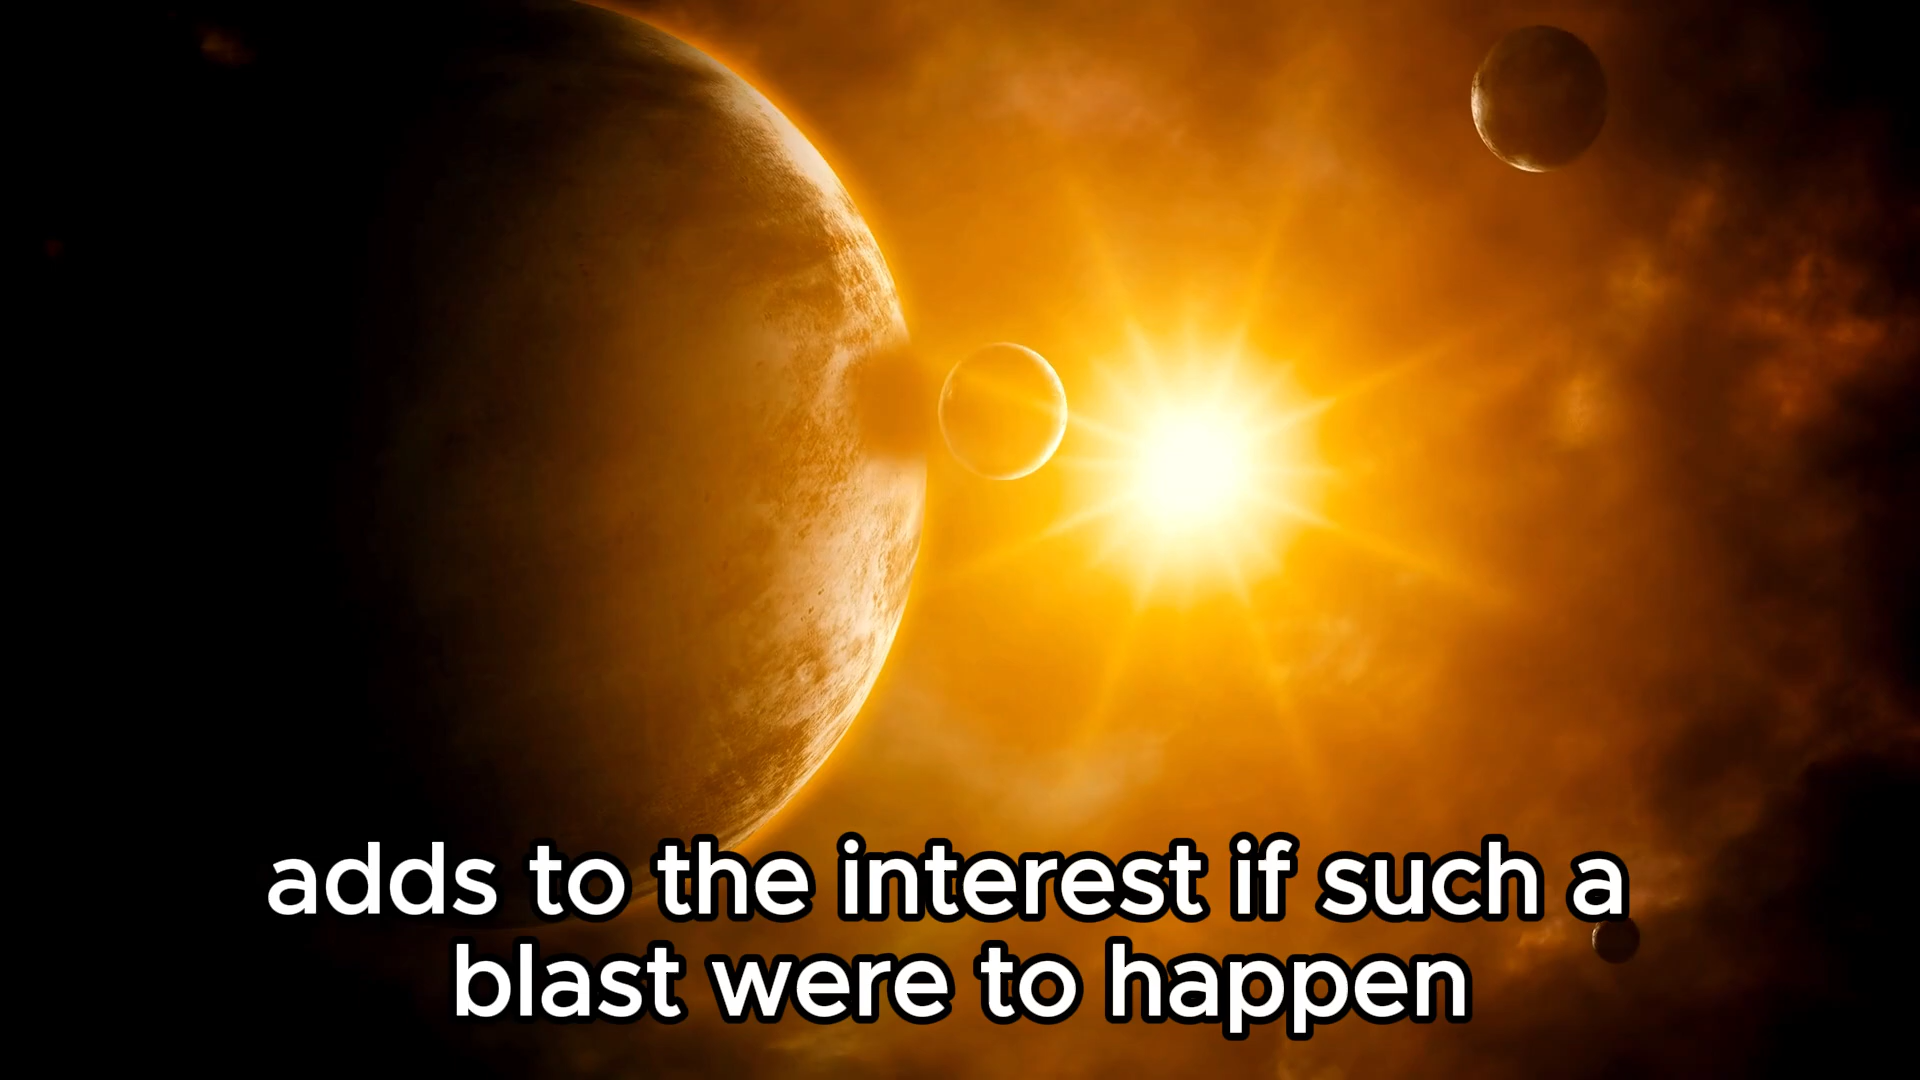 adds to the interest if such a
blast were to happen